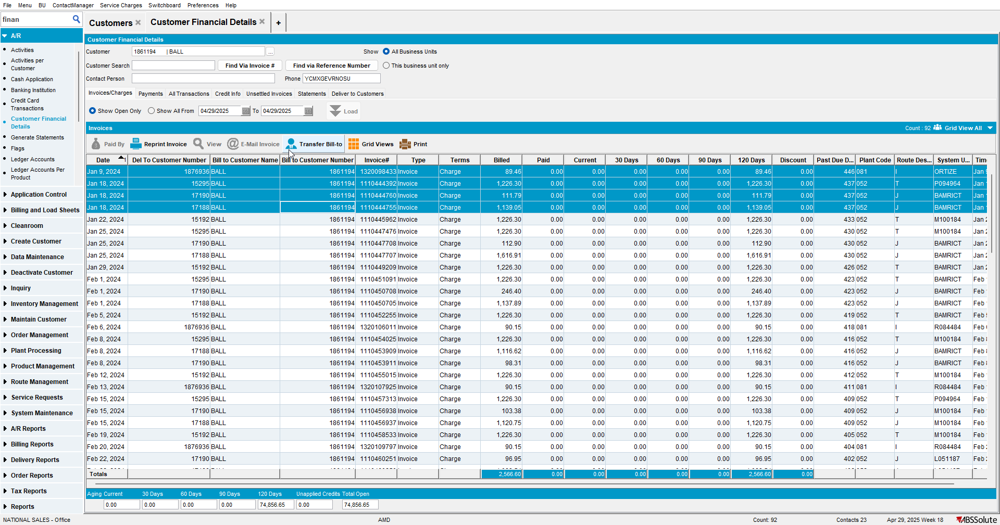 File Menu BU ContactManager Service Charges Switchboard Preferences Help
finan
Customers Customer Financial Details +
A/R
Activities
Activities per
Customer
Cash Application
Banking Institution
Credit Card
Transactions
Customer Financial
Details
Generate Statements
Flags
Ledger Accounts
Ledger Accounts Per
Product
Application Control
Billing and Load Sheets
Cleanroom
Create Customer
Data Maintenance
Deactivate Customer
Inquiry
Inventory Management
Maintain Customer
Order Management
Plant Processing
Product Management
Route Management
Service Requests
System Maintenance
A/R Reports
Billing Reports
Delivery Reports
Order Reports
Tax Reports
Reports
Customer Financial Details
Customer 1861194 | BALL ... Show All Business Units
Customer Search Find Via Invoice # Find via Reference Number This business unit only
Contact Person Phone YCMXGEVRNOSU
Invoices/Charges Payments All Transactions Credit Info Unsettled Invoices Statements Deliver to Customers
Show Open Only Show All From 04/29/2025 16 To 04/29/2025 16 Load
Invoices Count : 92 Grid View All
Paid By Reprint Invoice View E-Mail Invoice Transfer Bill-to Grid Views Print
Date 1 Del To Customer Number Bill to Customer Name Bill to Customer Number Invoice# Type Terms Billed Paid Current 30 Days 60 Days 90 Days 120 Days Discount Past Due D... Plant Code Route Des... System U... Tim
Jan 9, 2024 1876936 BALL 1861194 1320098433 Invoice Charge 89.46 0.00 0.00 0.00 0.00 0.00 89.46 0.00 446 081 I ORTIZE Jan 9
Jan 18, 2024 15295 BALL 1861194 1110444392 Invoice Charge 1,226.30 0.00 0.00 0.00 0.00 0.00 1,226.30 0.00 437 052 T P094964 Jan
Jan 18, 2024 17190 BALL 1861194 1110444760 Invoice Charge 111.79 0.00 0.00 0.00 0.00 0.00 111.79 0.00 437 052 J BAMRICT Jan
Jan 18, 2024 17188 BALL 1861194 1110444755 Invoice Charge 1,139.05 0.00 0.00 0.00 0.00 0.00 1,139.05 0.00 437 052 J BAMRICT Jan
Jan 22, 2024 15192 BALL 1861194 1110445962 Invoice Charge 1,226.30 0.00 0.00 0.00 0.00 0.00 1,226.30 0.00 433 052 T M100184 Jan 2
Jan 25, 2024 15295 BALL 1861194 1110447476 Invoice Charge 1,226.30 0.00 0.00 0.00 0.00 0.00 1,226.30 0.00 430 052 T M100184 Jan 2
Jan 25, 2024 17190 BALL 1861194 1110447708 Invoice Charge 112.90 0.00 0.00 0.00 0.00 0.00 112.90 0.00 430 052 J BAMRICT Jan 2
Jan 25, 2024 17188 BALL 1861194 1110447707 Invoice Charge 1,616.91 0.00 0.00 0.00 0.00 0.00 1,616.91 0.00 430 052 J BAMRICT Jan 2
Jan 29, 2024 15192 BALL 1861194 1110449209 Invoice Charge 1,226.30 0.00 0.00 0.00 0.00 0.00 1,226.30 0.00 426 052 T BAMRICT Jan 2
Feb 1, 2024 15295 BALL 1861194 1110451091 Invoice Charge 1,226.30 0.00 0.00 0.00 0.00 0.00 1,226.30 0.00 423 052 T BAMRICT Feb
Feb 1, 2024 17190 BALL 1861194 1110450708 Invoice Charge 246.40 0.00 0.00 0.00 0.00 0.00 246.40 0.00 423 052 J BAMRICT Feb
Feb 1, 2024 17188 BALL 1861194 1110450705 Invoice Charge 1,137.89 0.00 0.00 0.00 0.00 0.00 1,137.89 0.00 423 052 J BAMRICT Feb
Feb 5, 2024 15192 BALL 1861194 1110452255 Invoice Charge 1,226.30 0.00 0.00 0.00 0.00 0.00 1,226.30 0.00 419 052 T BAMRICT Feb 5
Feb 6, 2024 1876936 BALL 1861194 1320106011 Invoice Charge 90.15 0.00 0.00 0.00 0.00 0.00 90.15 0.00 418 081 I R084484 Feb
Feb 8, 2024 15295 BALL 1861194 1110454025 Invoice Charge 1,226.30 0.00 0.00 0.00 0.00 0.00 1,226.30 0.00 416 052 T M100184 Feb 8
Feb 8, 2024 17188 BALL 1861194 1110453909 Invoice Charge 1,116.62 0.00 0.00 0.00 0.00 0.00 1,116.62 0.00 416 052 J BAMRICT Feb 8
Feb 8, 2024 17190 BALL 1861194 1110453911 Invoice Charge 98.31 0.00 0.00 0.00 0.00 0.00 98.31 0.00 416 052 J BAMRICT Feb 8
Feb 12, 2024 15192 BALL 1861194 1110455015 Invoice Charge 1,226.30 0.00 0.00 0.00 0.00 0.00 1,226.30 0.00 412 052 T M100184 Feb
Feb 13, 2024 1876936 BALL 1861194 1320107925 Invoice Charge 90.15 0.00 0.00 0.00 0.00 0.00 90.15 0.00 411 081 I R084484 Feb
Feb 15, 2024 15295 BALL 1861194 1110457313 Invoice Charge 1,226.30 0.00 0.00 0.00 0.00 0.00 1,226.30 0.00 409 052 T P094964 Feb
Feb 15, 2024 17190 BALL 1861194 1110456938 Invoice Charge 103.38 0.00 0.00 0.00 0.00 0.00 103.38 0.00 409 052 J M100184 Feb
Feb 15, 2024 17188 BALL 1861194 1110456937 Invoice Charge 1,120.75 0.00 0.00 0.00 0.00 0.00 1,120.75 0.00 409 052 J M100184 Feb
Feb 19, 2024 15192 BALL 1861194 1110458533 Invoice Charge 1,226.30 0.00 0.00 0.00 0.00 0.00 1,226.30 0.00 405 052 T M100184 Feb
Feb 20, 2024 1876936 BALL 1861194 1320109797 Invoice Charge 90.15 0.00 0.00 0.00 0.00 0.00 90.15 0.00 404 081 I R084484 Feb 2
Feb 22, 2024 17190 BALL 1861194 1110460251 Invoice Charge 96.95 0.00 0.00 0.00 0.00 0.00 96.95 0.00 402 052 J L051187 Feb 2
Totals 2,566.60 0.00 0.00 0.00 0.00 0.00 2,566.60 0.00
Aging Current 30 Days 60 Days 90 Days 120 Days Unapplied Credits Total Open
0.00 0.00 0.00 0.00 74,856.65 0.00 74,856.65
NATIONAL SALES - Office AMD Count: 92 Contacts 23 Apr 29, 2025 Week 18 ABSSolute